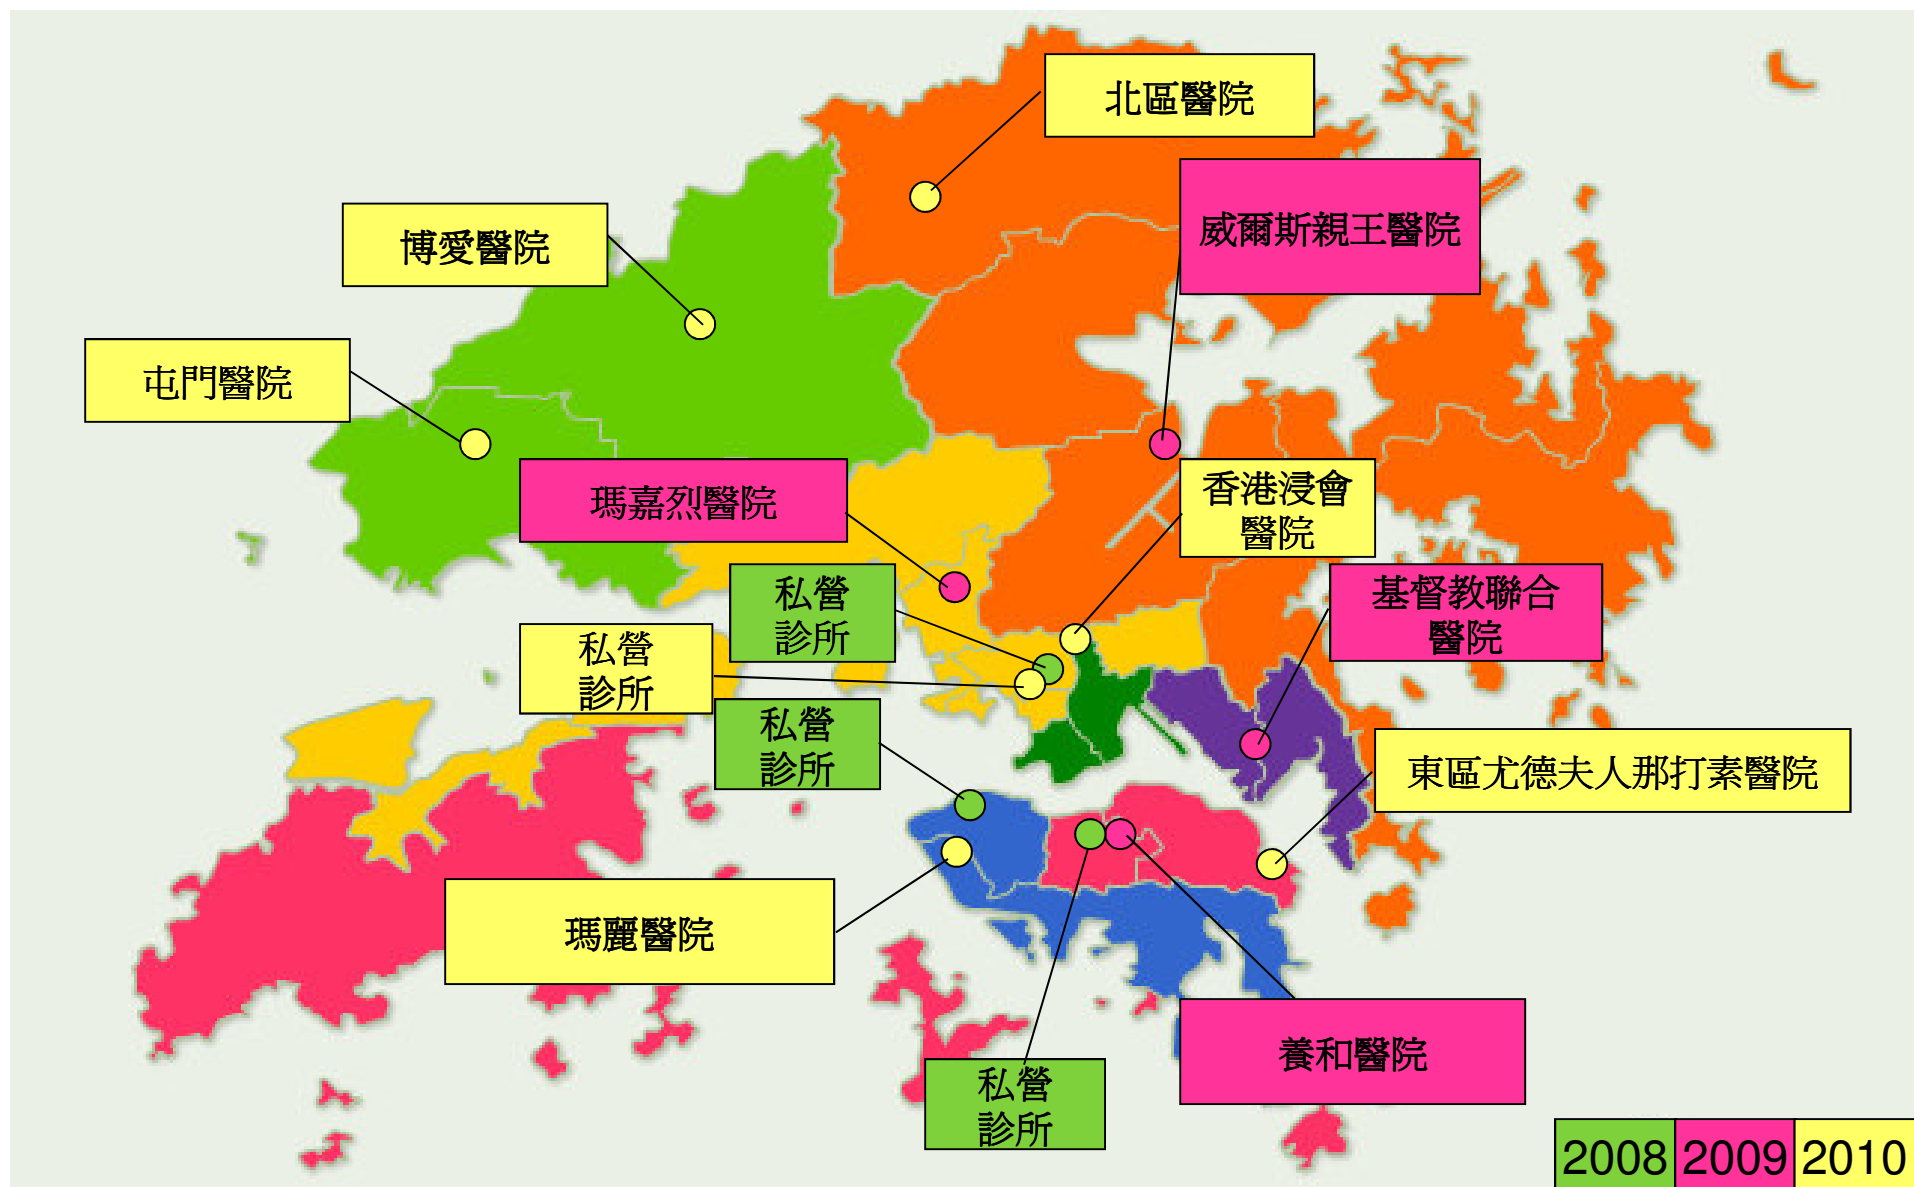 北區醫院
威爾斯親王醫院
博愛醫院
屯門醫院
瑪嘉烈醫院
香港浸會
醫院
私營
診所
基督教聯合
醫院
私營
診所
私營
診所
東區尤德夫人那打素醫院
瑪麗醫院
養和醫院
私營
診所
2008
2009
2010